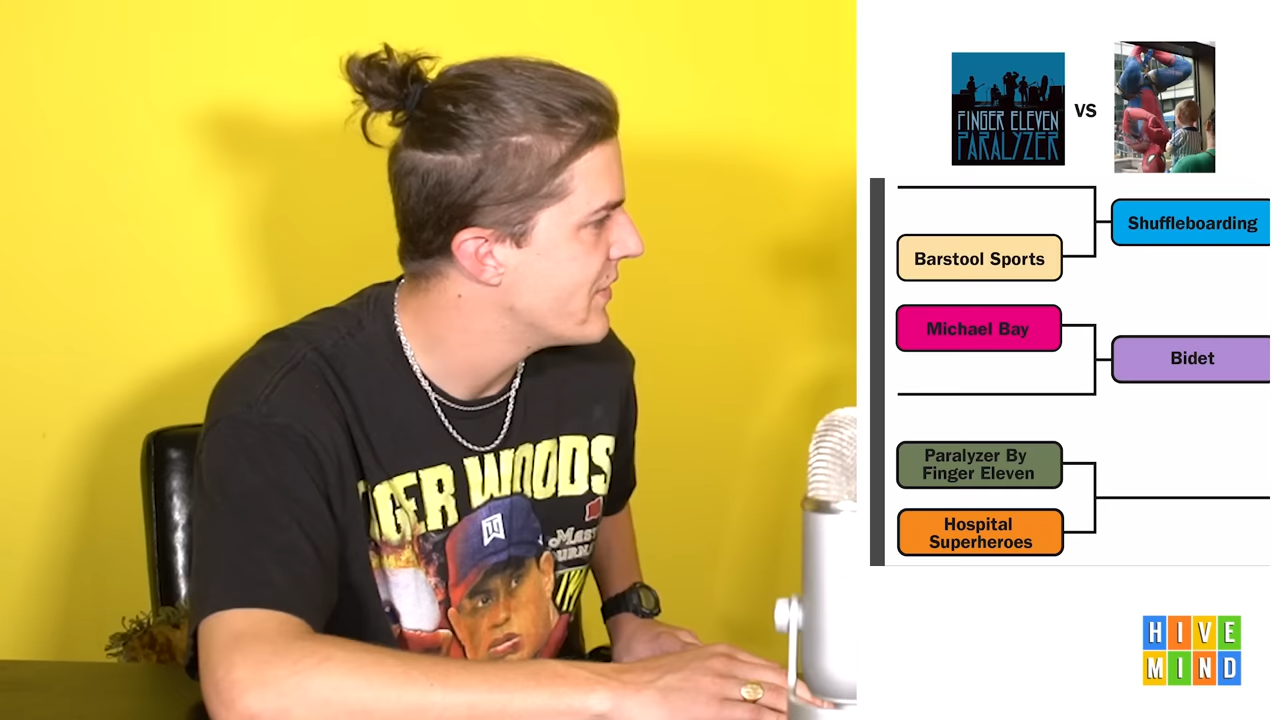 GER WOODS
TW
FINGER ELEVEN
PARALYZER
VS
Shuffleboarding
Barstool Sports
Michael Bay
Bidet
Paralyzer By
Finger Eleven
Hospital
Superheroes
HIVE
MIND